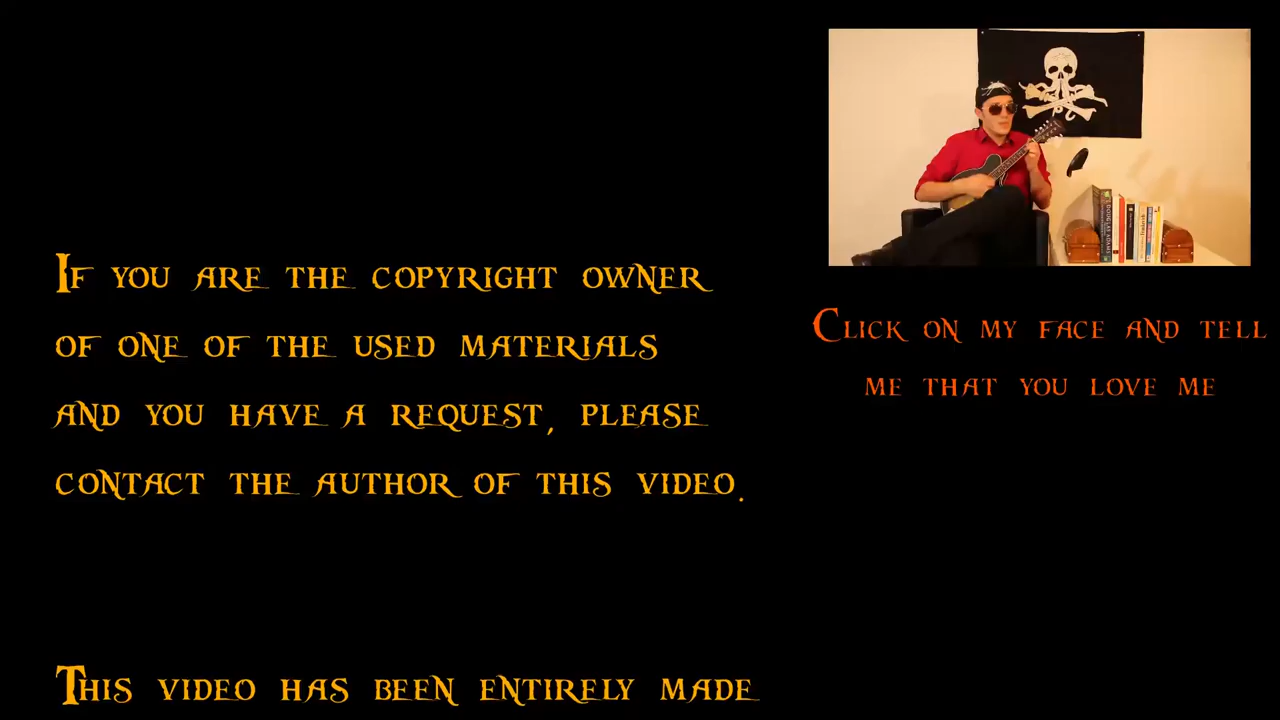 If you are the copyright owner
of one of the used materials
and you have a request, please
contact the author of this video.
This video has been entirely made
Click on my face and tell
me that you love me
Douglas Adams